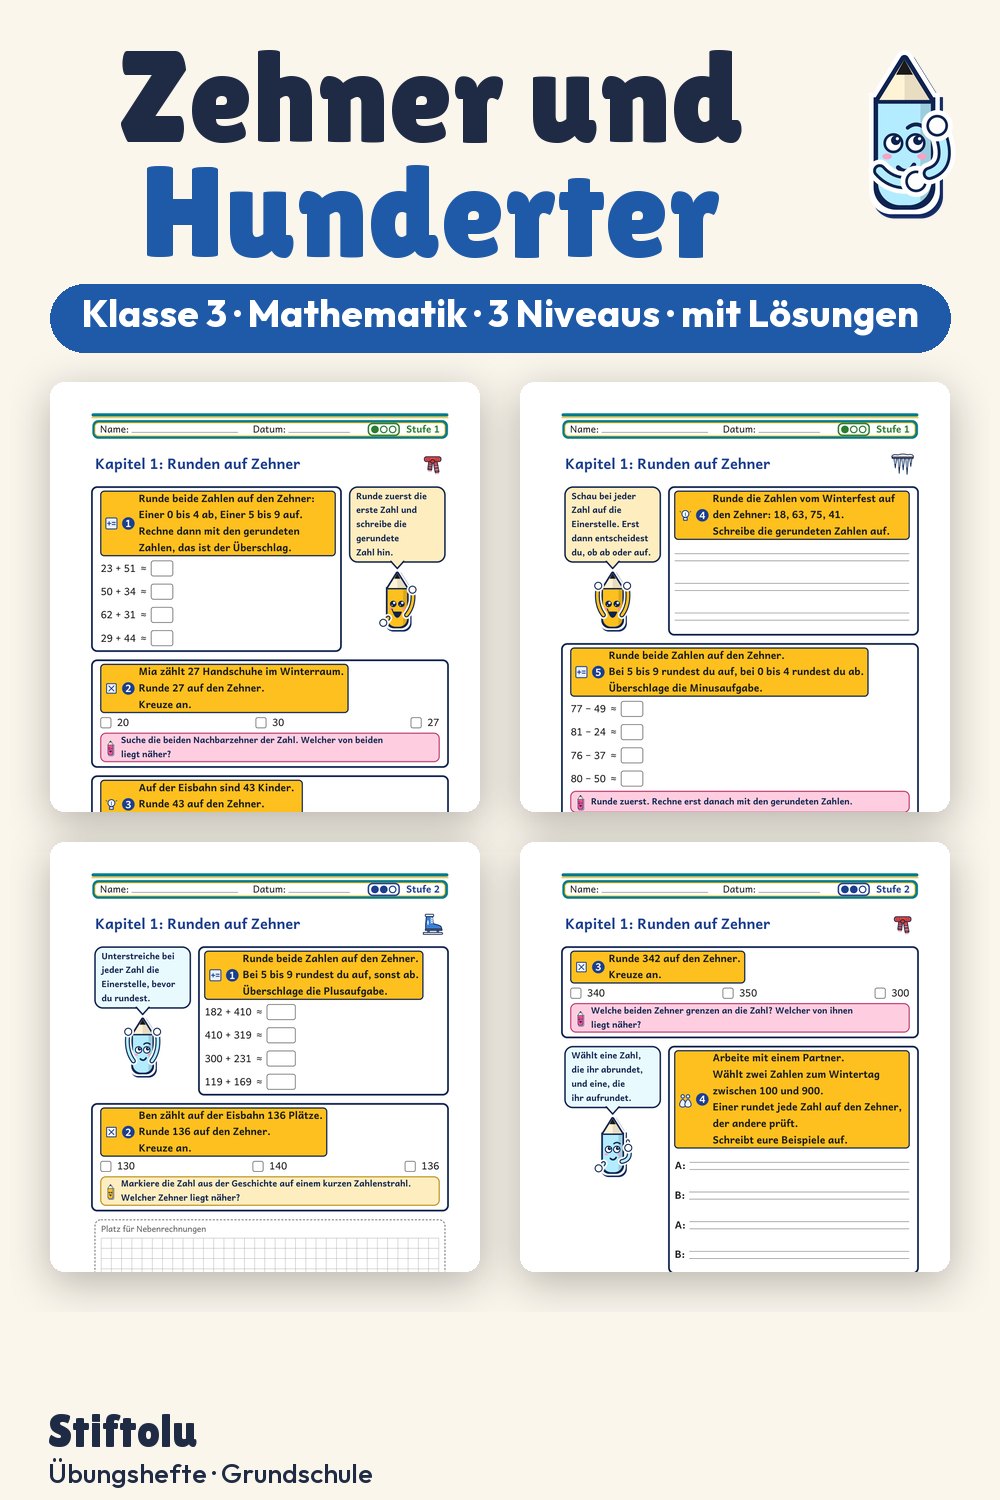 Zehner und
Hunderter
Klasse 3 · Mathematik · 3 Niveaus · mit Lösungen
Name: Datum: Stufe 1
Kapitel 1: Runden auf Zehner
1 Runde beide Zahlen auf den Zehner:
Einer 0 bis 4 ab, Einer 5 bis 9 auf.
Rechne dann mit den gerundeten
Zahlen, das ist der Überschlag.
23 + 51 ≈
50 + 34 ≈
62 + 31 ≈
29 + 44 ≈
Runde zuerst die
erste Zahl und
schreibe die
gerundete
Zahl hin.
Mia zählt 27 Handschuhe im Winterraum.
2 Runde 27 auf den Zehner.
Kreuze an.
20 30 27
Suche die beiden Nachbarzehner der Zahl. Welcher von beiden
liegt näher?
Auf der Eisbahn sind 43 Kinder.
3 Runde 43 auf den Zehner.
Name: Datum: Stufe 1
Kapitel 1: Runden auf Zehner
Schau bei jeder
Zahl auf die
Einerstelle. Erst
dann entscheidest
du, ob ab oder auf.
Runde die Zahlen vom Winterfest auf
4 den Zehner: 18, 63, 75, 41.
Schreibe die gerundeten Zahlen auf.
Runde beide Zahlen auf den Zehner.
5 Bei 5 bis 9 rundest du auf, bei 0 bis 4 rundest du ab.
Überschlage die Minusaufgabe.
77 − 49 ≈
81 − 24 ≈
76 − 37 ≈
80 − 50 ≈
Runde zuerst. Rechne erst danach mit den gerundeten Zahlen.
Name: Datum: Stufe 2
Kapitel 1: Runden auf Zehner
Unterstreiche bei
jeder Zahl die
Einerstelle, bevor
du rundest.
Runde beide Zahlen auf den Zehner.
1 Bei 5 bis 9 rundest du auf, sonst ab.
Überschlage die Plusaufgabe.
182 + 410 ≈
410 + 319 ≈
300 + 231 ≈
119 + 169 ≈
Ben zählt auf der Eisbahn 136 Plätze.
2 Runde 136 auf den Zehner.
Kreuze an.
130 140 136
Markiere die Zahl aus der Geschichte auf einem kurzen Zahlenstrahl.
Welcher Zehner liegt näher?
Platz für Nebenrechnungen
Name: Datum: Stufe 2
Kapitel 1: Runden auf Zehner
3 Runde 342 auf den Zehner.
Kreuze an.
340 350 300
Welche beiden Zehner grenzen an die Zahl? Welcher von ihnen
liegt näher?
Wählt eine Zahl,
die ihr abrundet,
und eine, die
ihr aufrundet.
Arbeite mit einem Partner.
Wählt zwei Zahlen zum Wintertag
zwischen 100 und 900.
4 Einer rundet jede Zahl auf den Zehner,
der andere prüft.
Schreibt eure Beispiele auf.
A:
B:
A:
B:
Stiftolu
Übungshefte · Grundschule